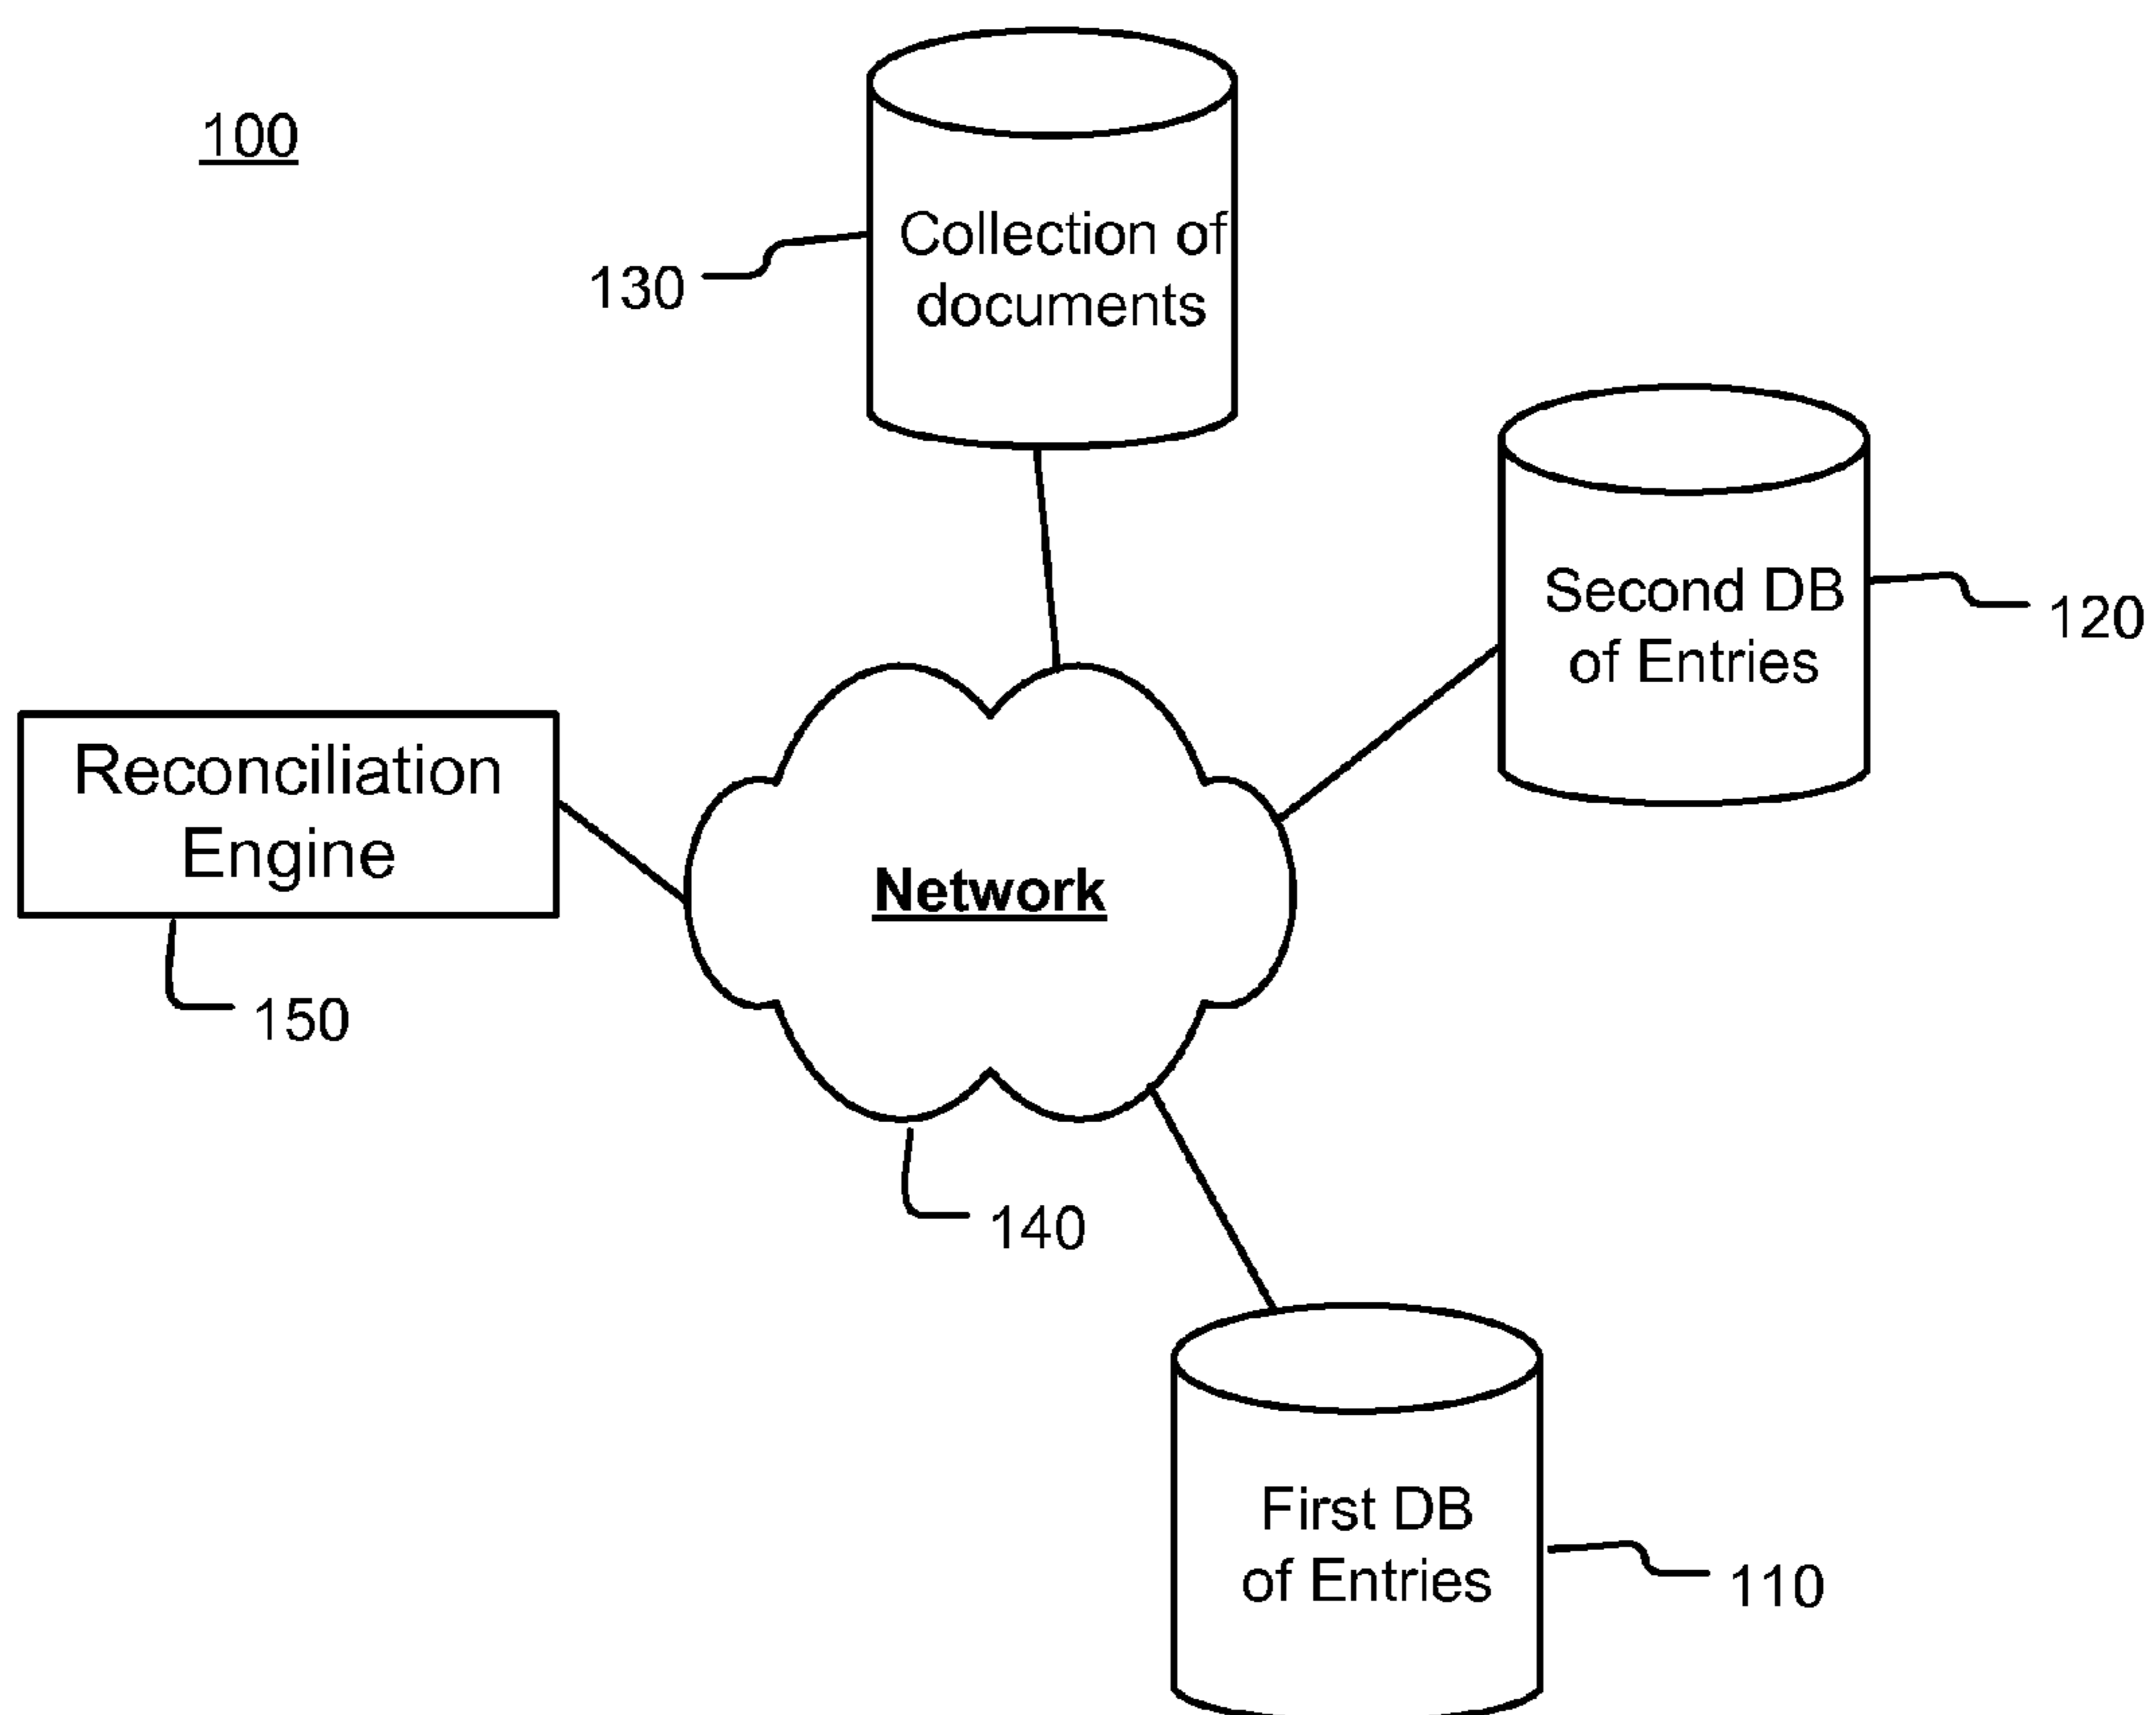 100
Collection of
documents
130
Second DB
of Entries
120
Reconciliation
Engine
150
Network
140
First DB
of Entries
110